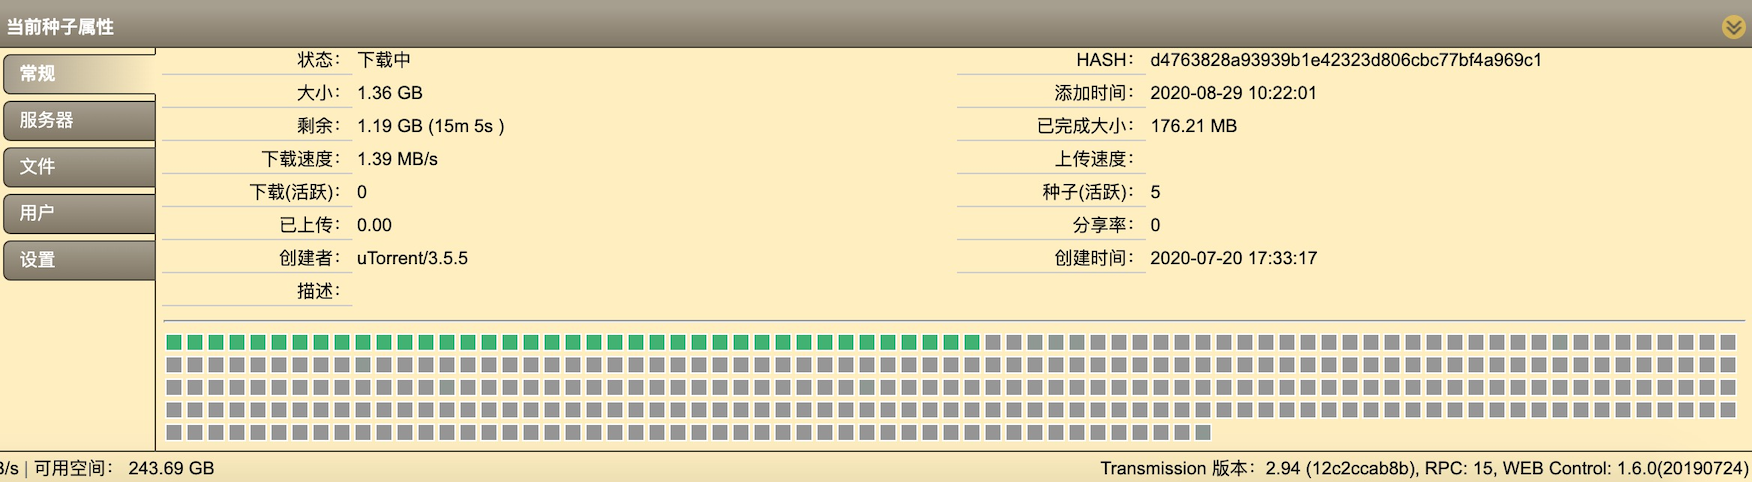 当前种子属性
常规
服务器
文件
用户
设置
状态： 下载中
HASH： d4763828a93939b1e42323d806cbc77bf4a969c1
大小： 1.36 GB
添加时间： 2020-08-29 10:22:01
剩余： 1.19 GB (15m 5s )
已完成大小： 176.21 MB
下载速度： 1.39 MB/s
上传速度：
下载(活跃)： 0
种子(活跃)： 5
已上传： 0.00
分享率： 0
创建者： uTorrent/3.5.5
创建时间： 2020-07-20 17:33:17
描述：
/s | 可用空间： 243.69 GB
Transmission 版本：2.94 (12c2ccab8b), RPC: 15, WEB Control: 1.6.0(20190724)